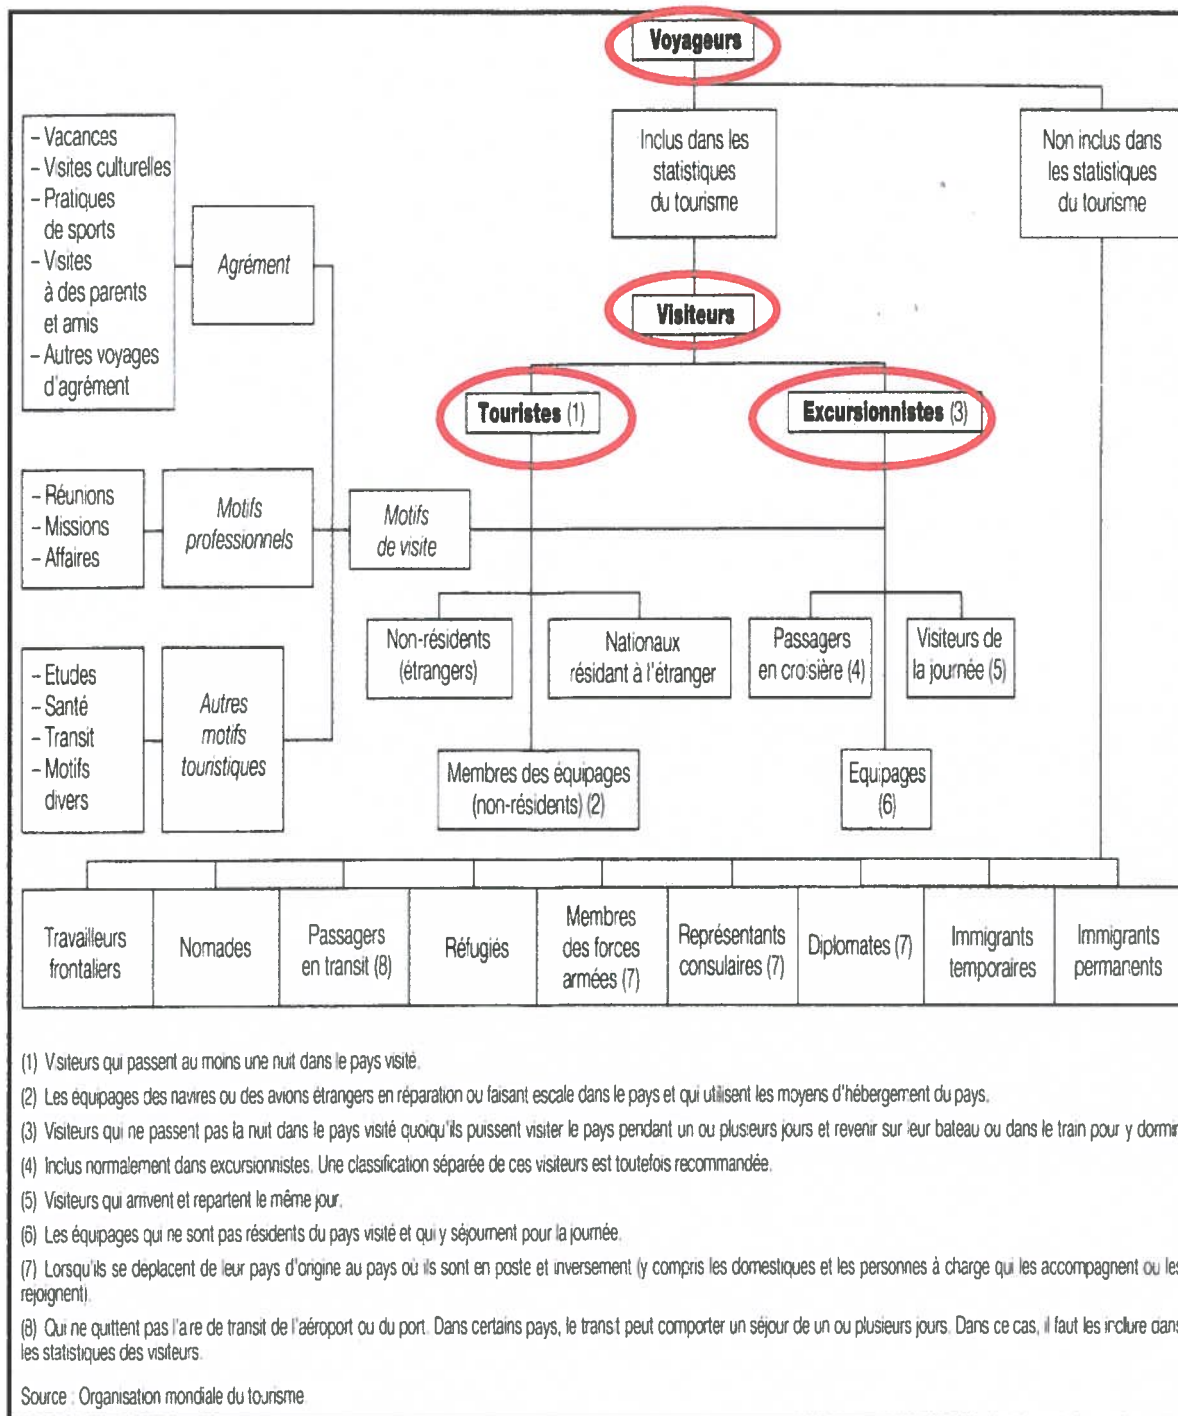 Voyageurs
Inclus dans les
statistiques
du tourisme
Non inclus dans
les statistiques
du tourisme
– Vacances
– Visites culturelles
– Pratiques
de sports
– Visites
à des parents
et amis
– Autres voyages
d'agrément
Agrément
Visiteurs
Touristes (1)
Excursionnistes (3)
– Réunions
– Missions
– Affaires
Motifs
professionnels
Motifs
de visite
Non-résidents
(étrangers)
Nationaux
résidant à l'étranger
Passagers
en croisière (4)
Visiteurs de
la journée (5)
– Etudes
– Santé
– Transit
– Motifs
divers
Autres
motifs
touristiques
Membres des équipages
(non-résidents) (2)
Equipages
(6)
Travailleurs
frontaliers
Nomades
Passagers
en transit (8)
Réfugiés
Membres
des forces
armées (7)
Représentants
consulaires (7)
Diplomates (7)
Immigrants
temporaires
Immigrants
permanents
(1) Visiteurs qui passent au moins une nuit dans le pays visité.
(2) Les équipages des navires ou des avions étrangers en réparation ou faisant escale dans le pays et qui utilisent les moyens d'hébergement du pays.
(3) Visiteurs qui ne passent pas la nuit dans le pays visité quoiqu'ils puissent visiter le pays pendant un ou plusieurs jours et revenir sur leur bateau ou dans le train pour y dormir
(4) Inclus normalement dans excursionnistes. Une classification séparée de ces visiteurs est toutefois recommandée.
(5) Visiteurs qui arrivent et repartent le même jour.
(6) Les équipages qui ne sont pas résidents du pays visité et qui y séjournent pour la journée.
(7) Lorsqu'ils se déplacent de leur pays d'origine au pays où ils sont en poste et inversement (y compris les domestiques et les personnes à charge qui les accompagnent ou les
rejoignent).
(8) Qui ne quittent pas l'aire de transit de l'aéroport ou du port. Dans certains pays, le transit peut comporter un séjour de un ou plusieurs jours. Dans ce cas, il faut les inclure dans
les statistiques des visiteurs.
Source : Organisation mondiale du tourisme